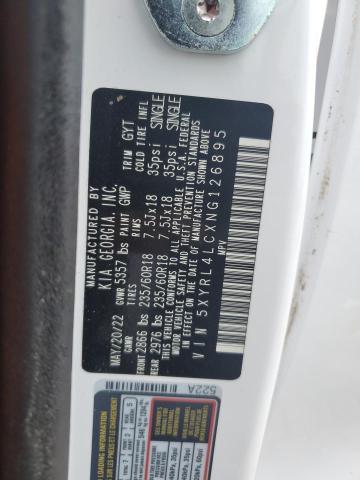 MANUFACTURED BY
KIA GEORGIA, INC.
MAY/20/22 GVWR 5357 lbs PAINT GWP TRIM GYT
GAWR TIRES RIMS COLD TIRE INFL
FRONT 2866 lbs 235/60R18 7.5Jx18 35psi SINGLE
REAR 2976 lbs 235/60R18 7.5Jx18 35psi SINGLE
THIS VEHICLE CONFORMS TO ALL APPLICABLE U.S.A. FEDERAL
MOTOR VEHICLE SAFETY, BUMPER AND THEFT PREVENTION STANDARDS
IN EFFECT ON THE DATE OF MANUFACTURE SHOWN ABOVE
VIN 5XYRL4LCXNG126895
MPV
522A
LOADING INFORMATION